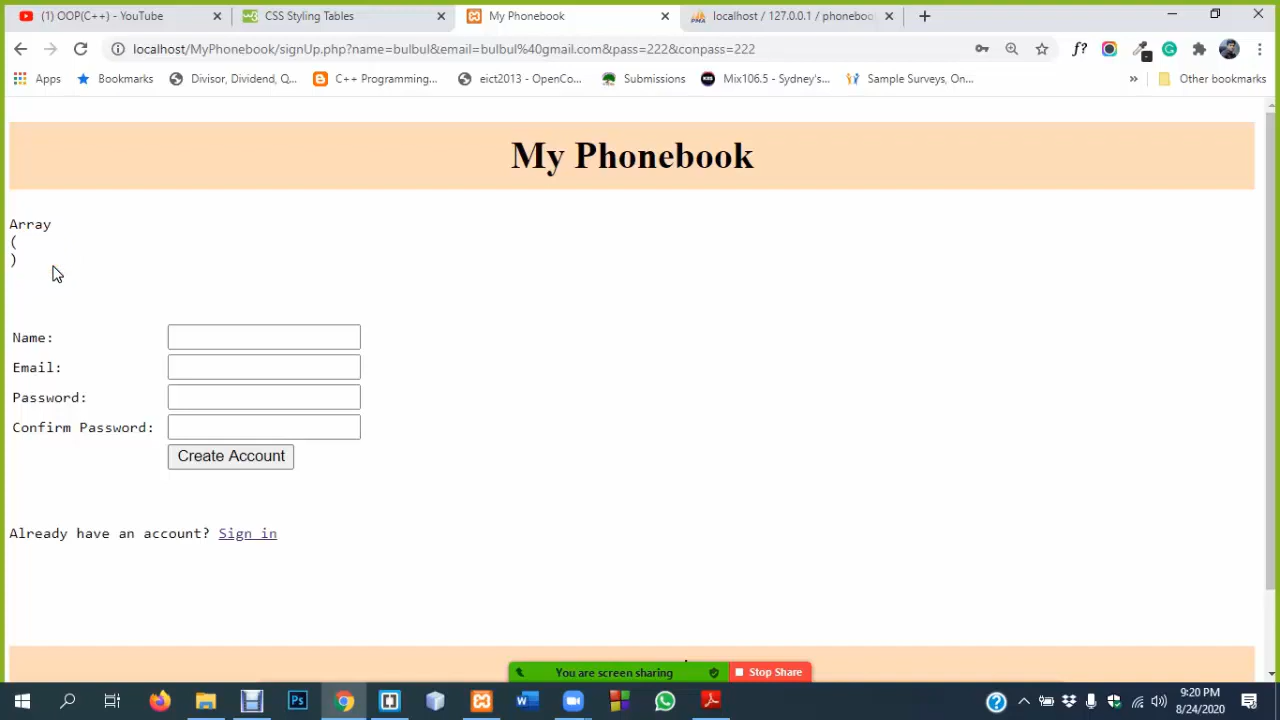 (1) OOP(C++) - YouTube
CSS Styling Tables
My Phonebook
localhost / 127.0.0.1 / phonebook
localhost/MyPhonebook/signUp.php?name=bulbul&email=bulbul%40gmail.com&pass=222&conpass=222
f?
Apps
Bookmarks
Divisor, Dividend, Q...
C++ Programming...
eict2013 - OpenCo...
Submissions
Mix106.5 - Sydney's...
Sample Surveys, On...
»
Other bookmarks
My Phonebook
Array
(
)
Name:
Email:
Password:
Confirm Password:
Create Account
Already have an account? Sign in
You are screen sharing
Stop Share
9:20 PM
8/24/2020